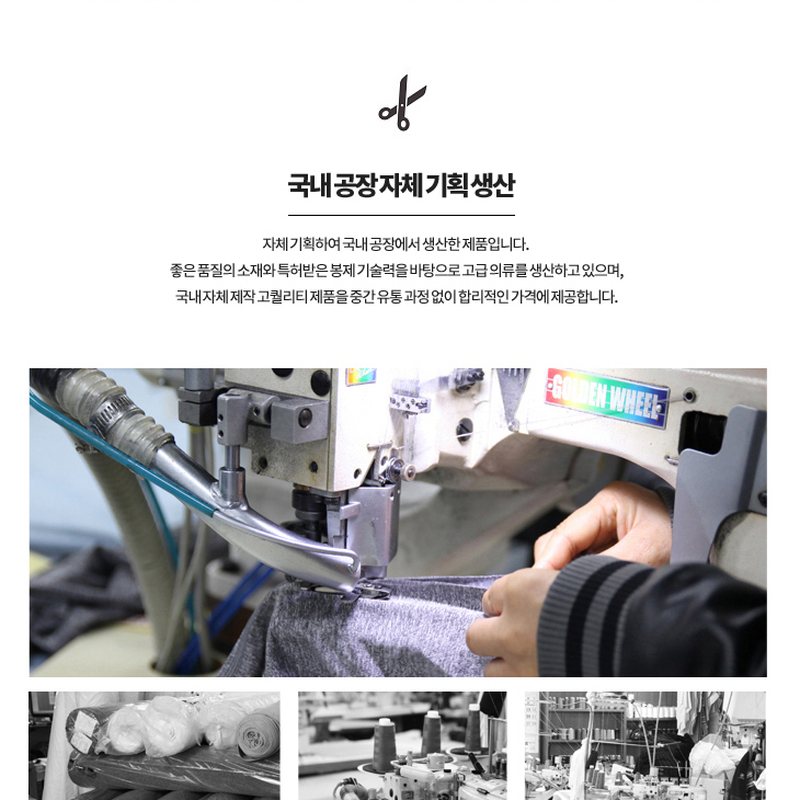 국내 공장 자체 기획 생산
자체 기획하여 국내 공장에서 생산한 제품입니다.
좋은 품질의 소재와 특허받은 봉제 기술력을 바탕으로 고급 의류를 생산하고 있으며,
국내 자체 제작 고퀄리티 제품을 중간 유통 과정 없이 합리적인 가격에 제공합니다.
GOLDEN WHEEL